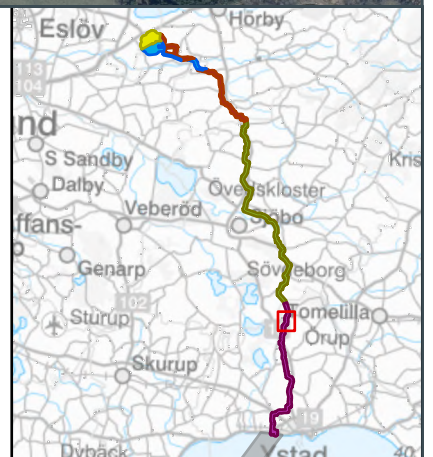 Eslöv
Hörby
113
104
nd
S Sandby
Kris
Dalby
Övedskloster
Veberöd
Sjöbo
ffans-
p
Genarp
Sövdeborg
102
Tomelilla
Sturup
Örup
Skurup
19
Dybäck
Ystad
40